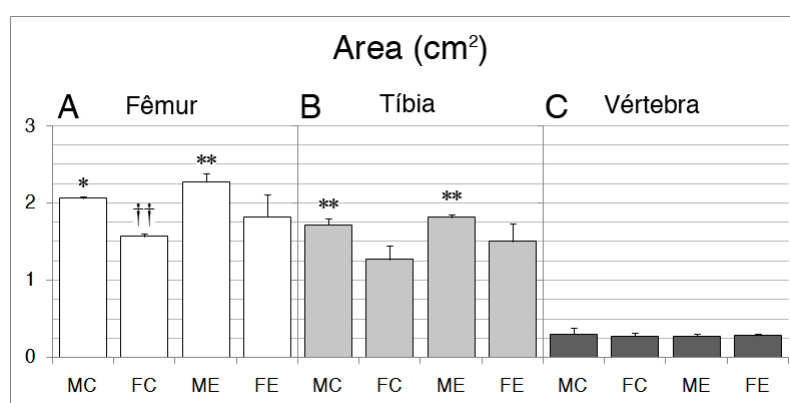 Area (cm²)
A Fêmur B Tíbia C Vértebra
3
* ** †† ** **
2
1
0
MC FC ME FE MC FC ME FE MC FC ME FE